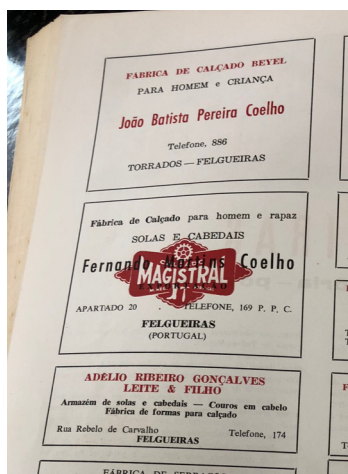 FÁBRICA DE CALÇADO BEYEL
PARA HOMEM e CRIANÇA
João Batista Pereira Coelho
Telefone, 886
TORRADOS — FELGUEIRAS
Fábrica de Calçado para homem e rapaz
SOLAS E CABEDAIS
Fernando Martins Coelho
MAGISTRAL
APARTADO 20 . TELEFONE, 169 P. P. C.
FELGUEIRAS
(PORTUGAL)
ADÉLIO RIBEIRO GONÇALVES
LEITE & FILHO
Armazém de solas e cabedais — Couros em cabelo
Fábrica de formas para calçado
Rua Rebelo de Carvalho Telefone, 174
FELGUEIRAS